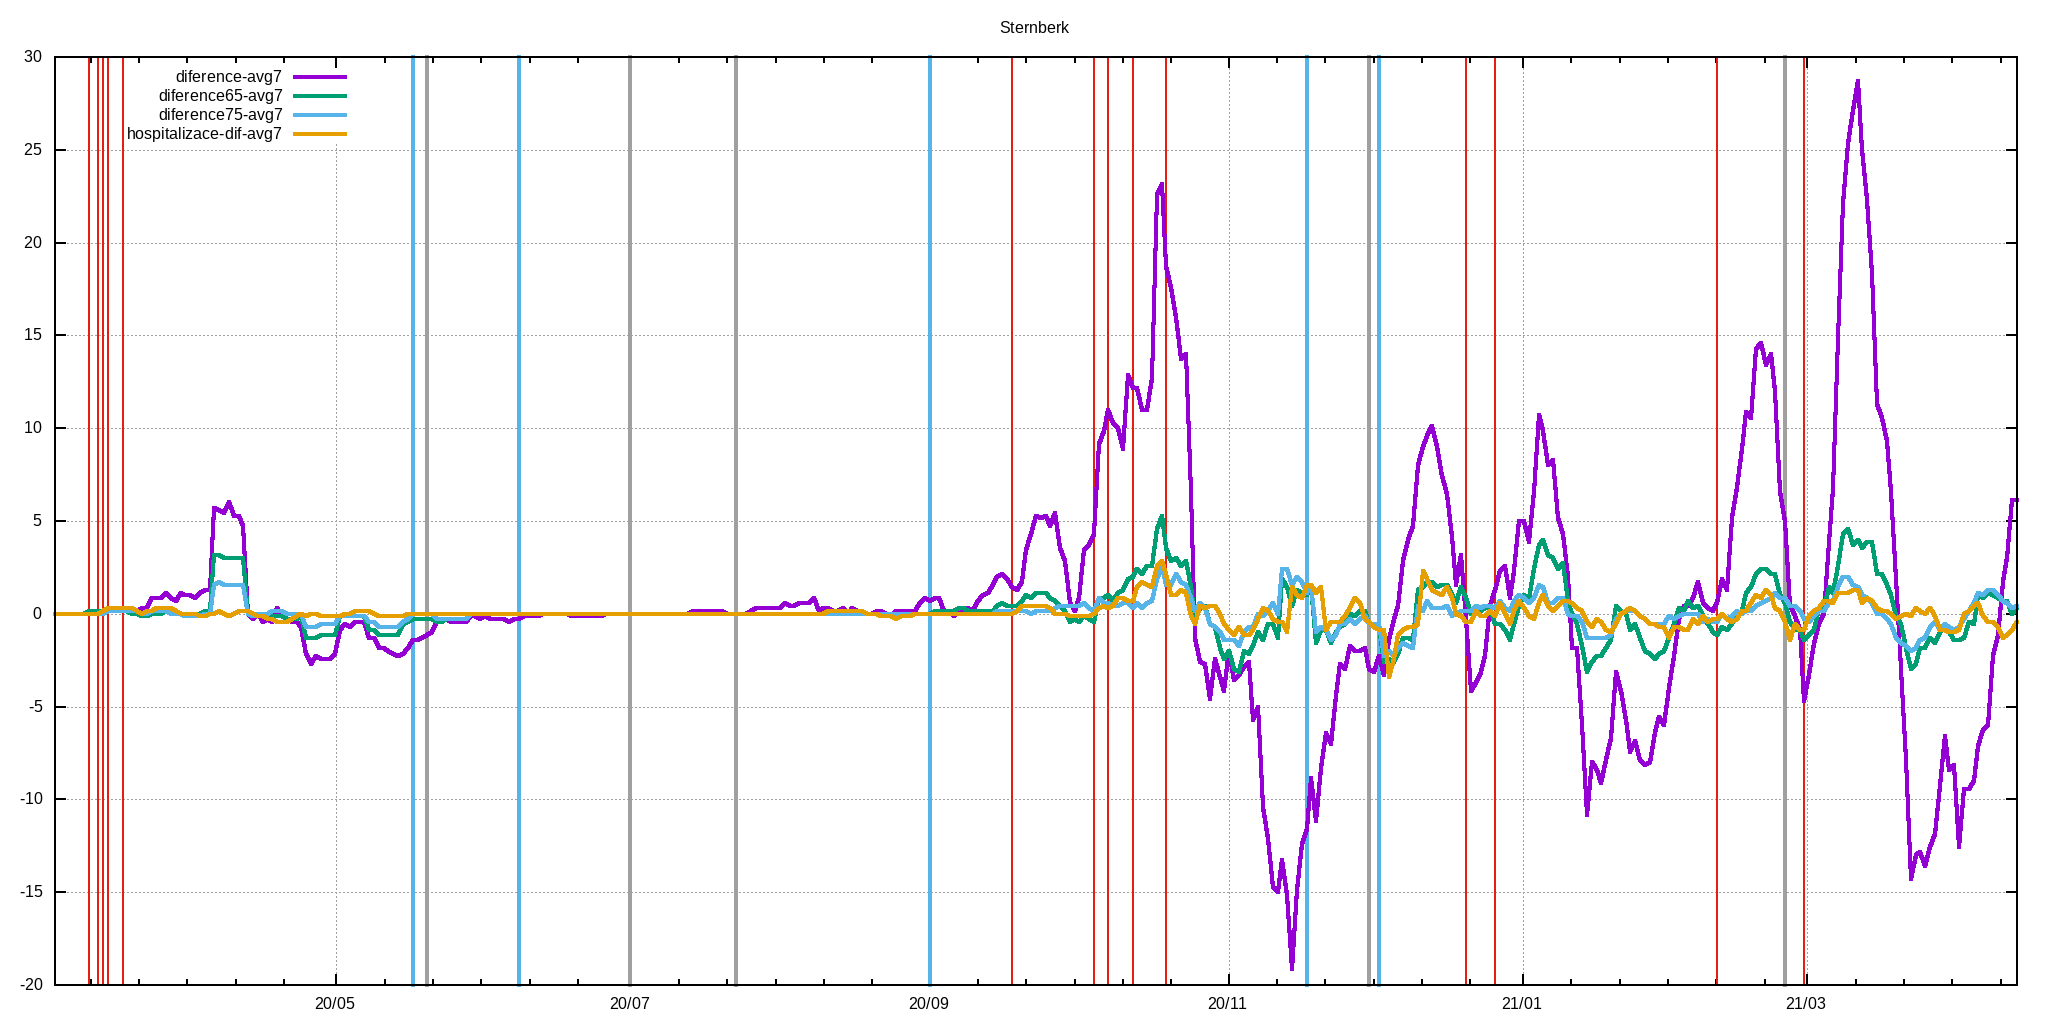 Sternberk
30
25
20
15
10
5
0
-5
-10
-15
-20
diference-avg7
diference65-avg7
diference75-avg7
hospitalizace-dif-avg7
20/05 20/07 20/09 20/11 21/01 21/03